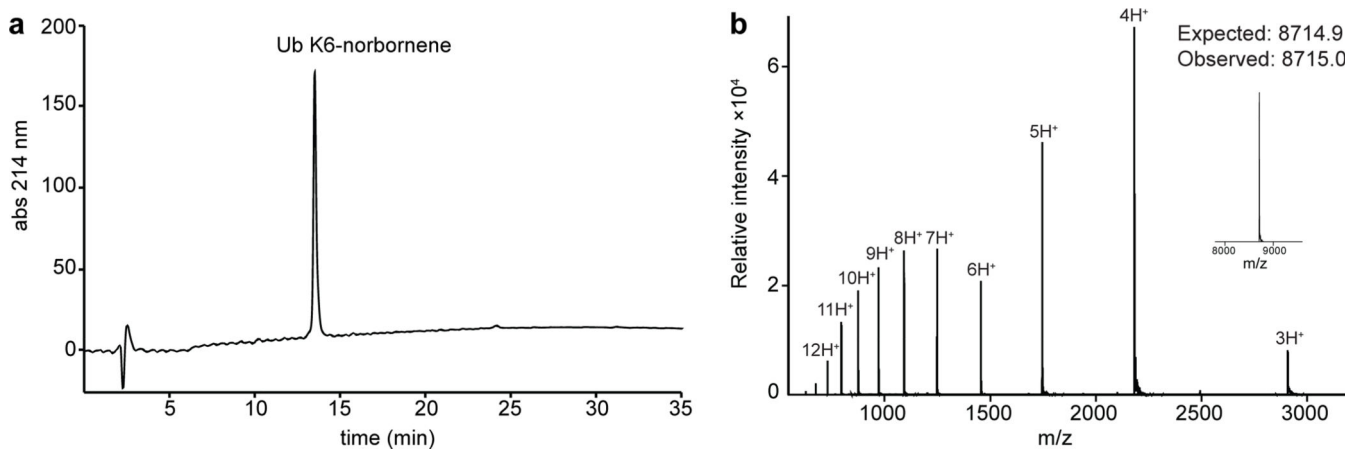 a
200
150
100
50
0
abs 214 nm
Ub K6-norbornene
5
10
15
20
25
30
35
time (min)
b
6
4
2
0
Relative intensity ×10⁴
12H⁺
11H⁺
10H⁺
9H⁺
8H⁺
7H⁺
6H⁺
5H⁺
4H⁺
3H⁺
1000
1500
2000
2500
3000
m/z
Expected: 8714.9
Observed: 8715.0
8000
9000
m/z